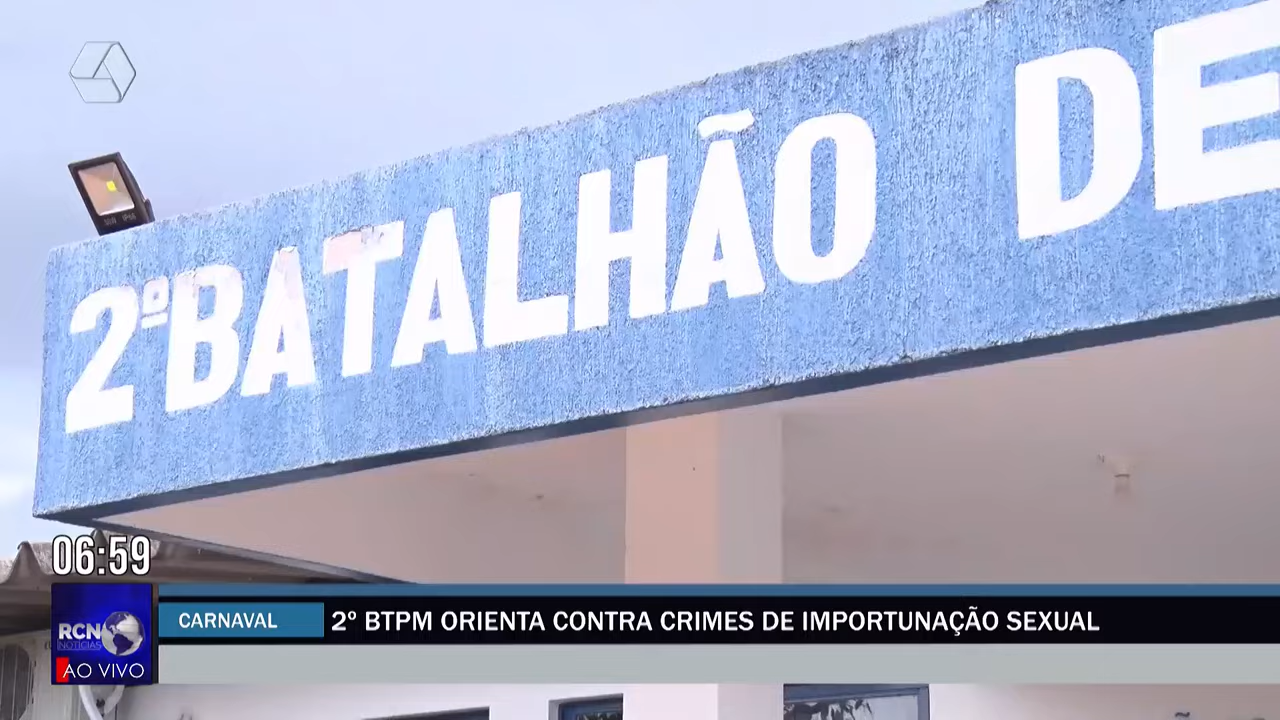 2º BATALHÃO DE
06:59
CARNAVAL
2º BTPM ORIENTA CONTRA CRIMES DE IMPORTUNAÇÃO SEXUAL
RCN
NOTÍCIAS
AO VIVO